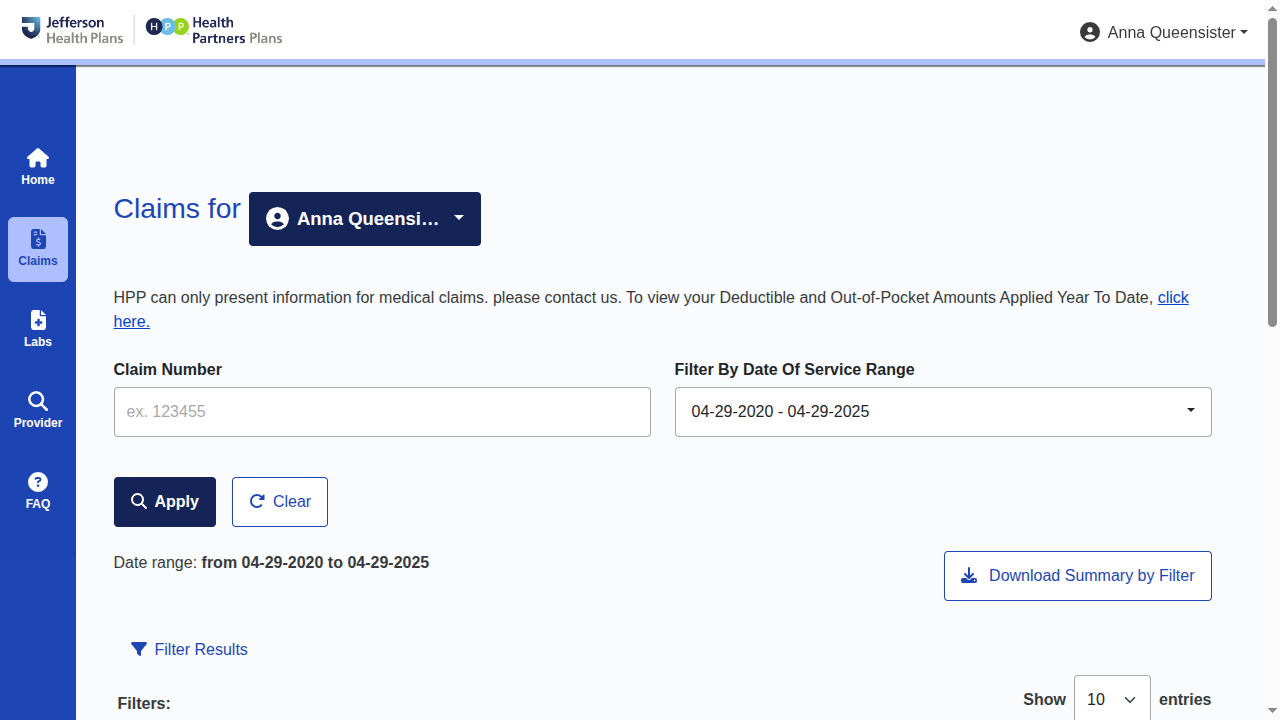 Jefferson
Health Plans
H P P Health
Partners Plans
Anna Queensister
Home
Claims
Labs
Provider
FAQ
Claims for
Anna Queensi…
HPP can only present information for medical claims. please contact us. To view your Deductible and Out-of-Pocket Amounts Applied Year To Date, click
here.
Claim Number
ex. 123455
Filter By Date Of Service Range
04-29-2020 - 04-29-2025
Apply
Clear
Date range: from 04-29-2020 to 04-29-2025
Download Summary by Filter
Filter Results
Filters:
Show 10 entries